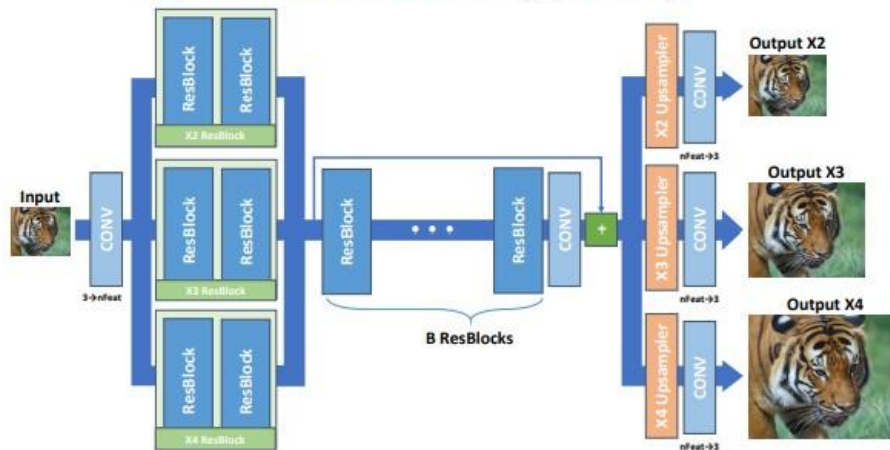 Input
CONV
3→nFeat
ResBlock
ResBlock
X2 ResBlock
ResBlock
ResBlock
X3 ResBlock
ResBlock
ResBlock
X4 ResBlock
ResBlock
• • •
ResBlock
CONV
+
B ResBlocks
X2 Upsampler
CONV
nFeat→3
Output X2
X3 Upsampler
CONV
nFeat→3
Output X3
X4 Upsampler
CONV
nFeat→3
Output X4